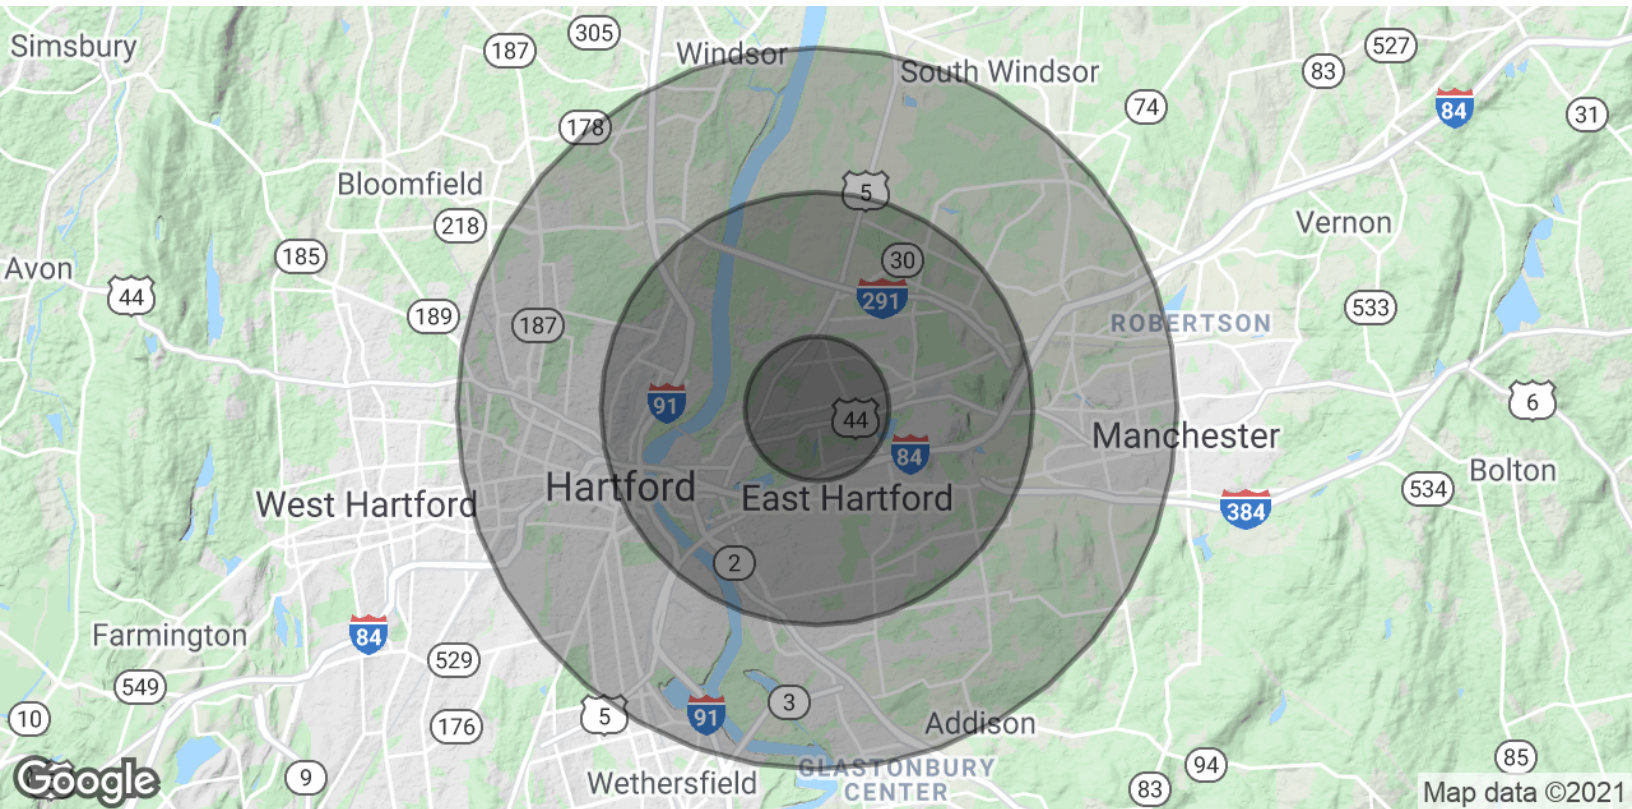 Simsbury
187
305
Windsor
South Windsor
527
83
84
74
31
178
Bloomfield
5
218
Vernon
185
30
Avon
44
291
533
189
187
ROBERTSON
91
44
6
84
Manchester
Hartford
East Hartford
West Hartford
Bolton
534
384
2
Farmington
84
529
549
3
10
5
91
176
Addison
Google
9
Wethersfield
GLASTONBURY
CENTER
94
85
83
Map data ©2021